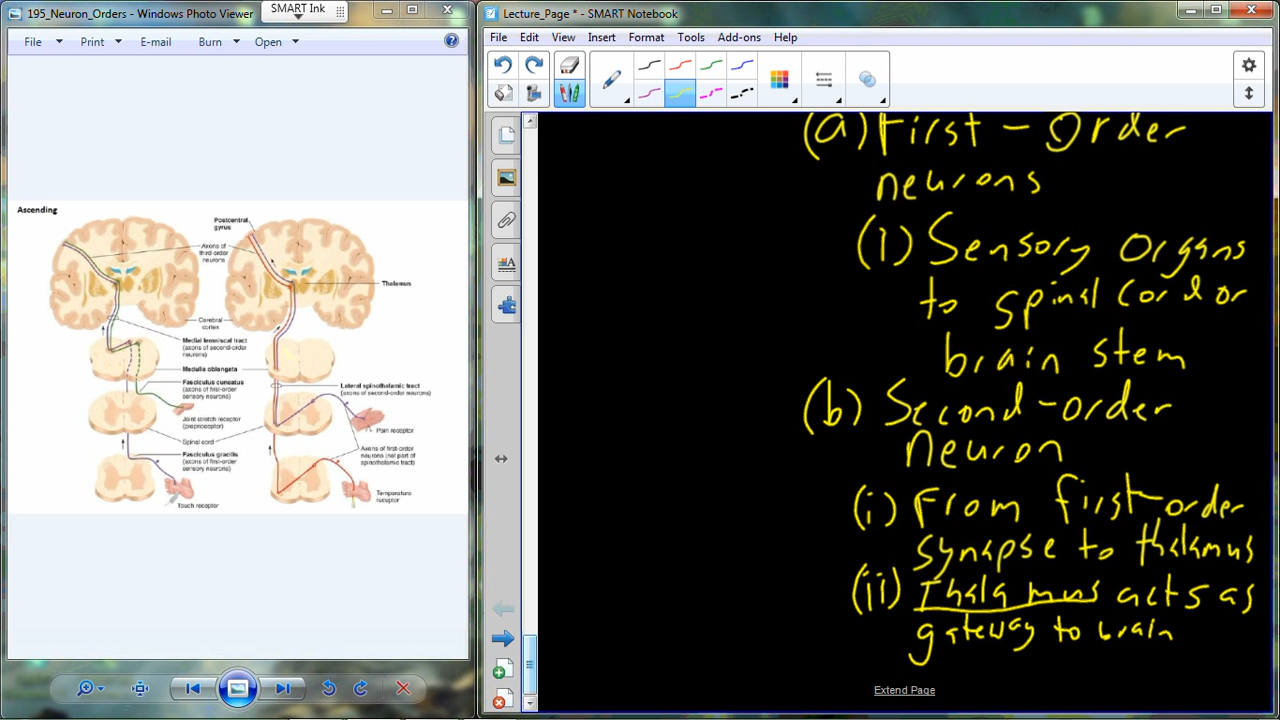 195_Neuron_Orders - Windows Photo Viewer
SMART Ink
File Print E-mail Burn Open
Ascending
Postcentral
gyrus
Axons of
third-order
neurons
Thalamus
Cerebral
cortex
Medial lemniscal tract
(axons of second-order
neurons)
Medulla oblongata
Fasciculus cuneatus
(axons of first-order
sensory neurons)
Lateral spinothalamic tract
(axons of second-order neurons)
Joint stretch receptor
(proprioceptor)
Pain receptor
Spinal cord
Axons of first-order
neurons (not part of
spinothalamic tract)
Fasciculus gracilis
(axons of first-order
sensory neurons)
Temperature
receptor
Touch receptor
Lecture_Page * - SMART Notebook
File Edit View Insert Format Tools Add-ons Help
(a) First - Order
neurons
(i) Sensory Organs
to spinal cord or
brain stem
(b) Second-order
Neuron
(i) From first-order
synapse to thalamus
(ii) Thalamus acts as
gateway to brain
Extend Page